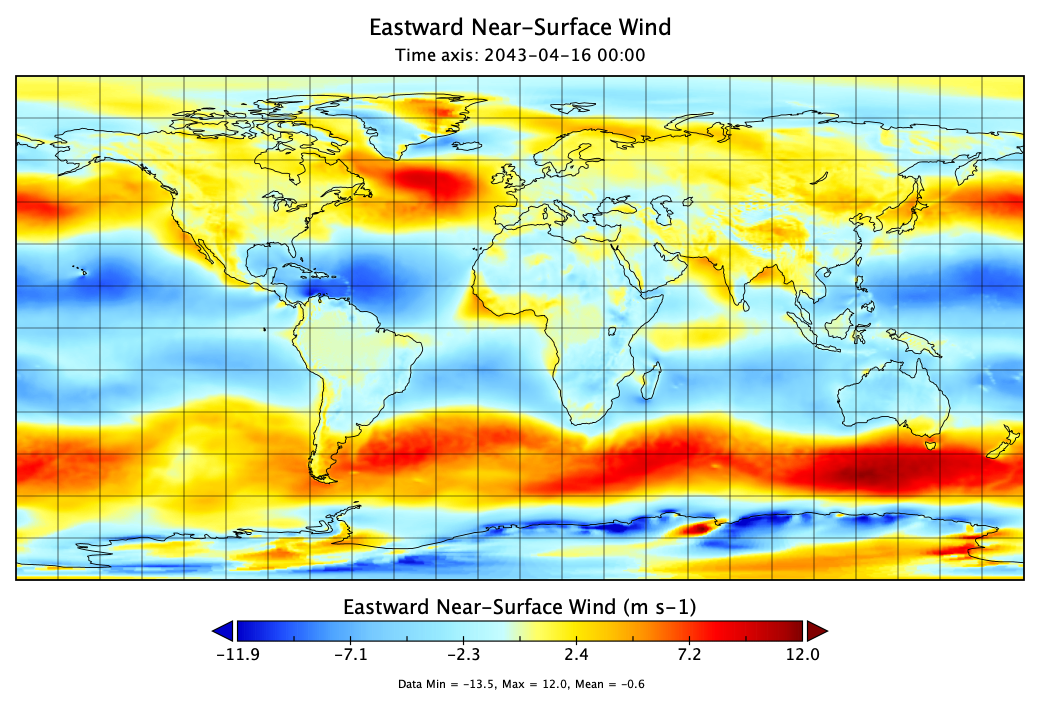 Eastward Near−Surface Wind
Time axis: 2043-04-16 00:00
Eastward Near−Surface Wind (m s-1)
−11.9 −7.1 −2.3 2.4 7.2 12.0
Data Min = −13.5, Max = 12.0, Mean = −0.6